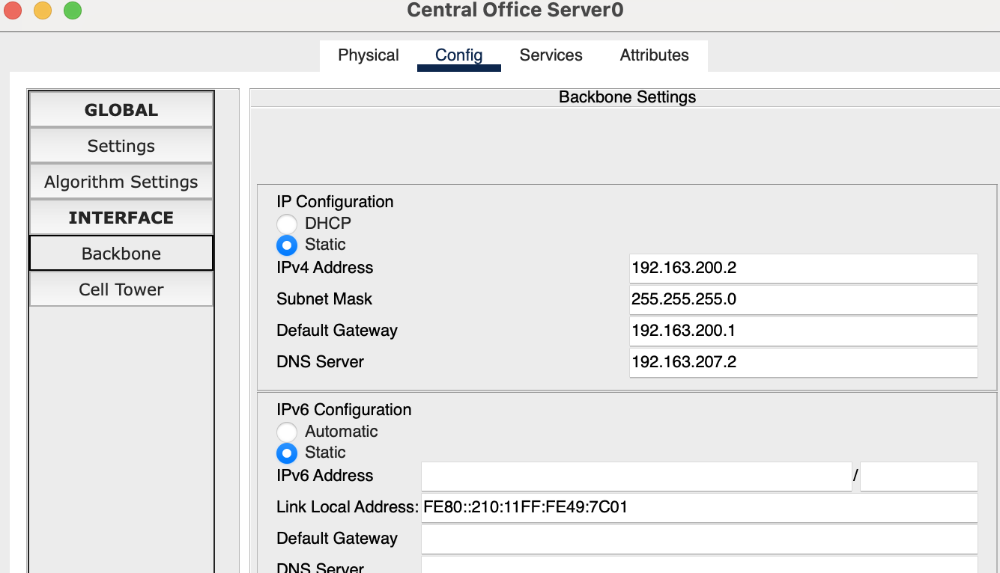 Central Office Server0
Physical Config Services Attributes
GLOBAL
Settings
Algorithm Settings
INTERFACE
Backbone
Cell Tower
Backbone Settings
IP Configuration
DHCP
Static
IPv4 Address 192.163.200.2
Subnet Mask 255.255.255.0
Default Gateway 192.163.200.1
DNS Server 192.163.207.2
IPv6 Configuration
Automatic
Static
IPv6 Address /
Link Local Address: FE80::210:11FF:FE49:7C01
Default Gateway
DNS Server